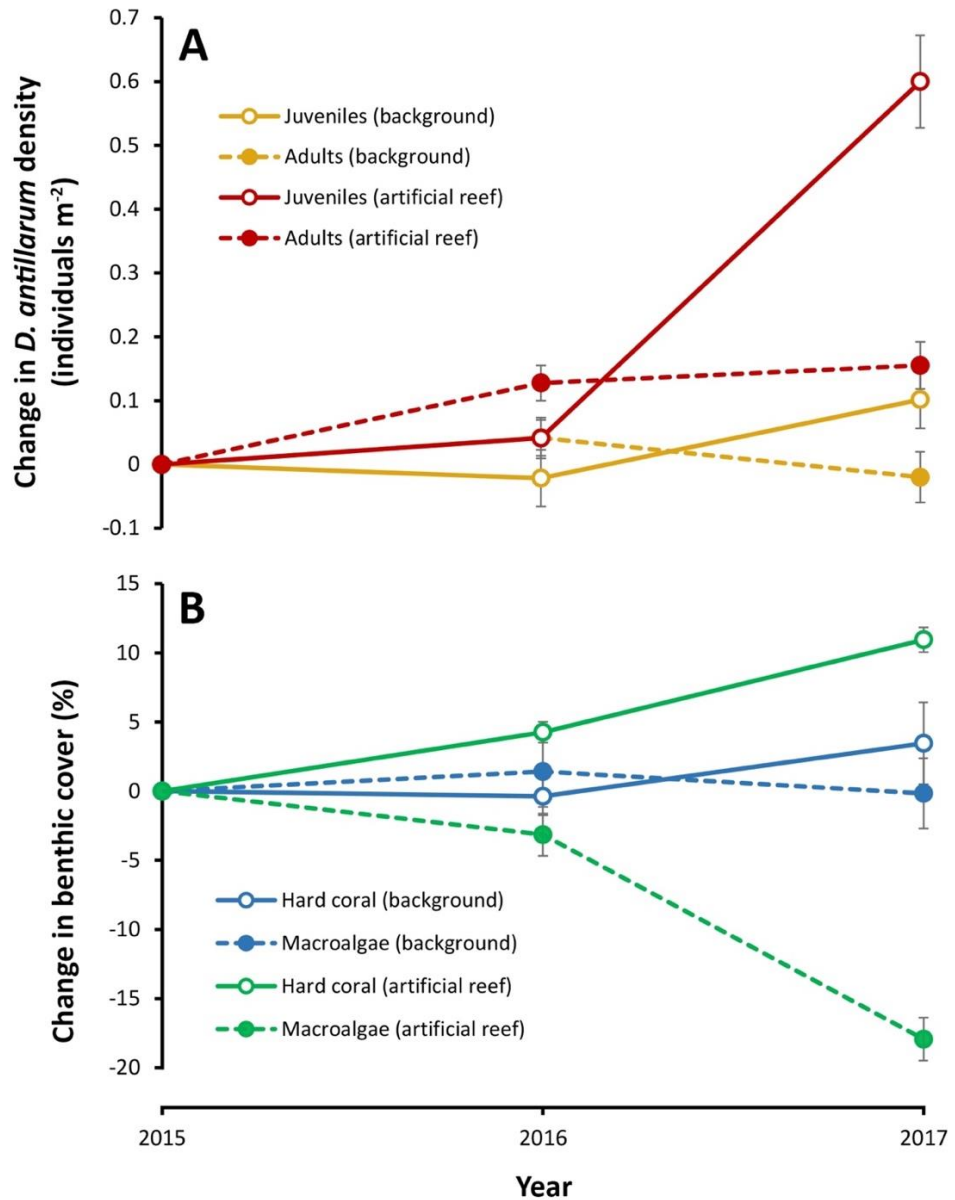 A
Change in D. antillarum density
(individuals m-2)
0.7
0.6
0.5
0.4
0.3
0.2
0.1
0
-0.1
Juveniles (background)
Adults (background)
Juveniles (artificial reef)
Adults (artificial reef)
B
Change in benthic cover (%)
15
10
5
0
-5
-10
-15
-20
Hard coral (background)
Macroalgae (background)
Hard coral (artificial reef)
Macroalgae (artificial reef)
2015 2016 2017
Year